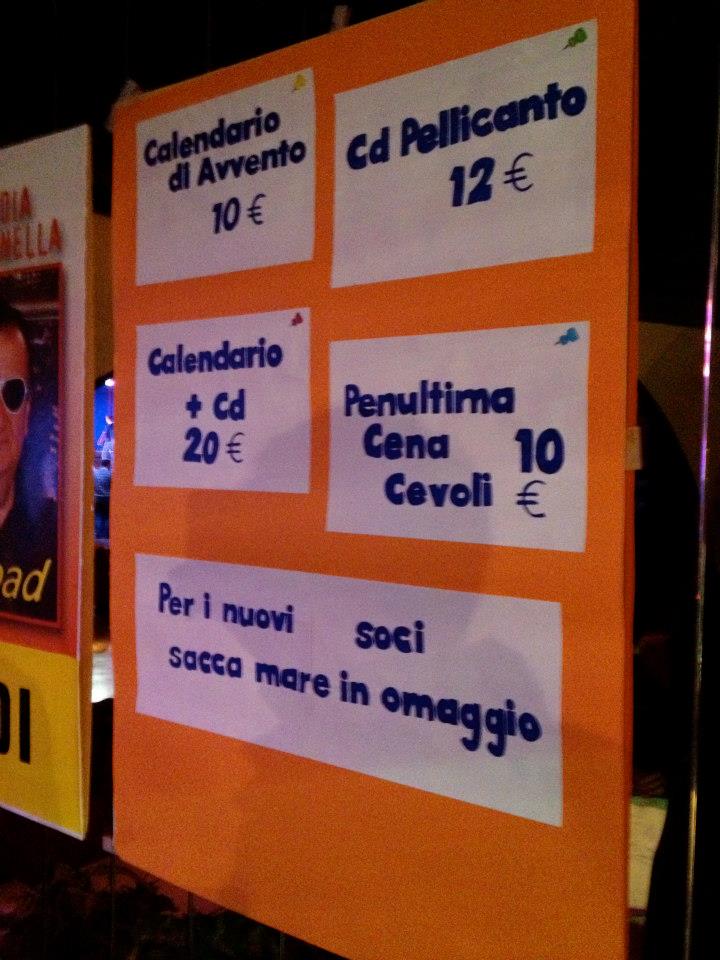 Calendario
di Avvento
10 €
Cd Pellicanto
12 €
Calendario
+ Cd
20 €
Penultima
Cena 10
Cevoli €
Per i nuovi soci
sacca mare in omaggio